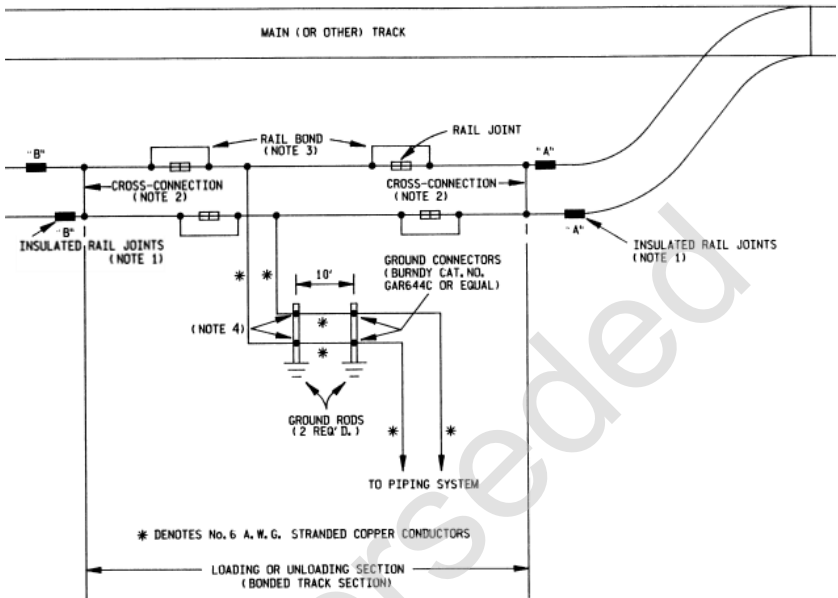 MAIN (OR OTHER) TRACK
RAIL BOND
(NOTE 3)
RAIL JOINT
"B"
"A"
CROSS-CONNECTION
(NOTE 2)
CROSS-CONNECTION
(NOTE 2)
"B"
"A"
INSULATED RAIL JOINTS
(NOTE 1)
INSULATED RAIL JOINTS
(NOTE 1)
GROUND CONNECTORS
(BURNDY CAT. NO.
GAR644C OR EQUAL)
* *
10'
(NOTE 4)
*
*
GROUND RODS
(2 REQ'D.)
* *
TO PIPING SYSTEM
* DENOTES No. 6 A.W.G. STRANDED COPPER CONDUCTORS
LOADING OR UNLOADING SECTION
(BONDED TRACK SECTION)
erseded